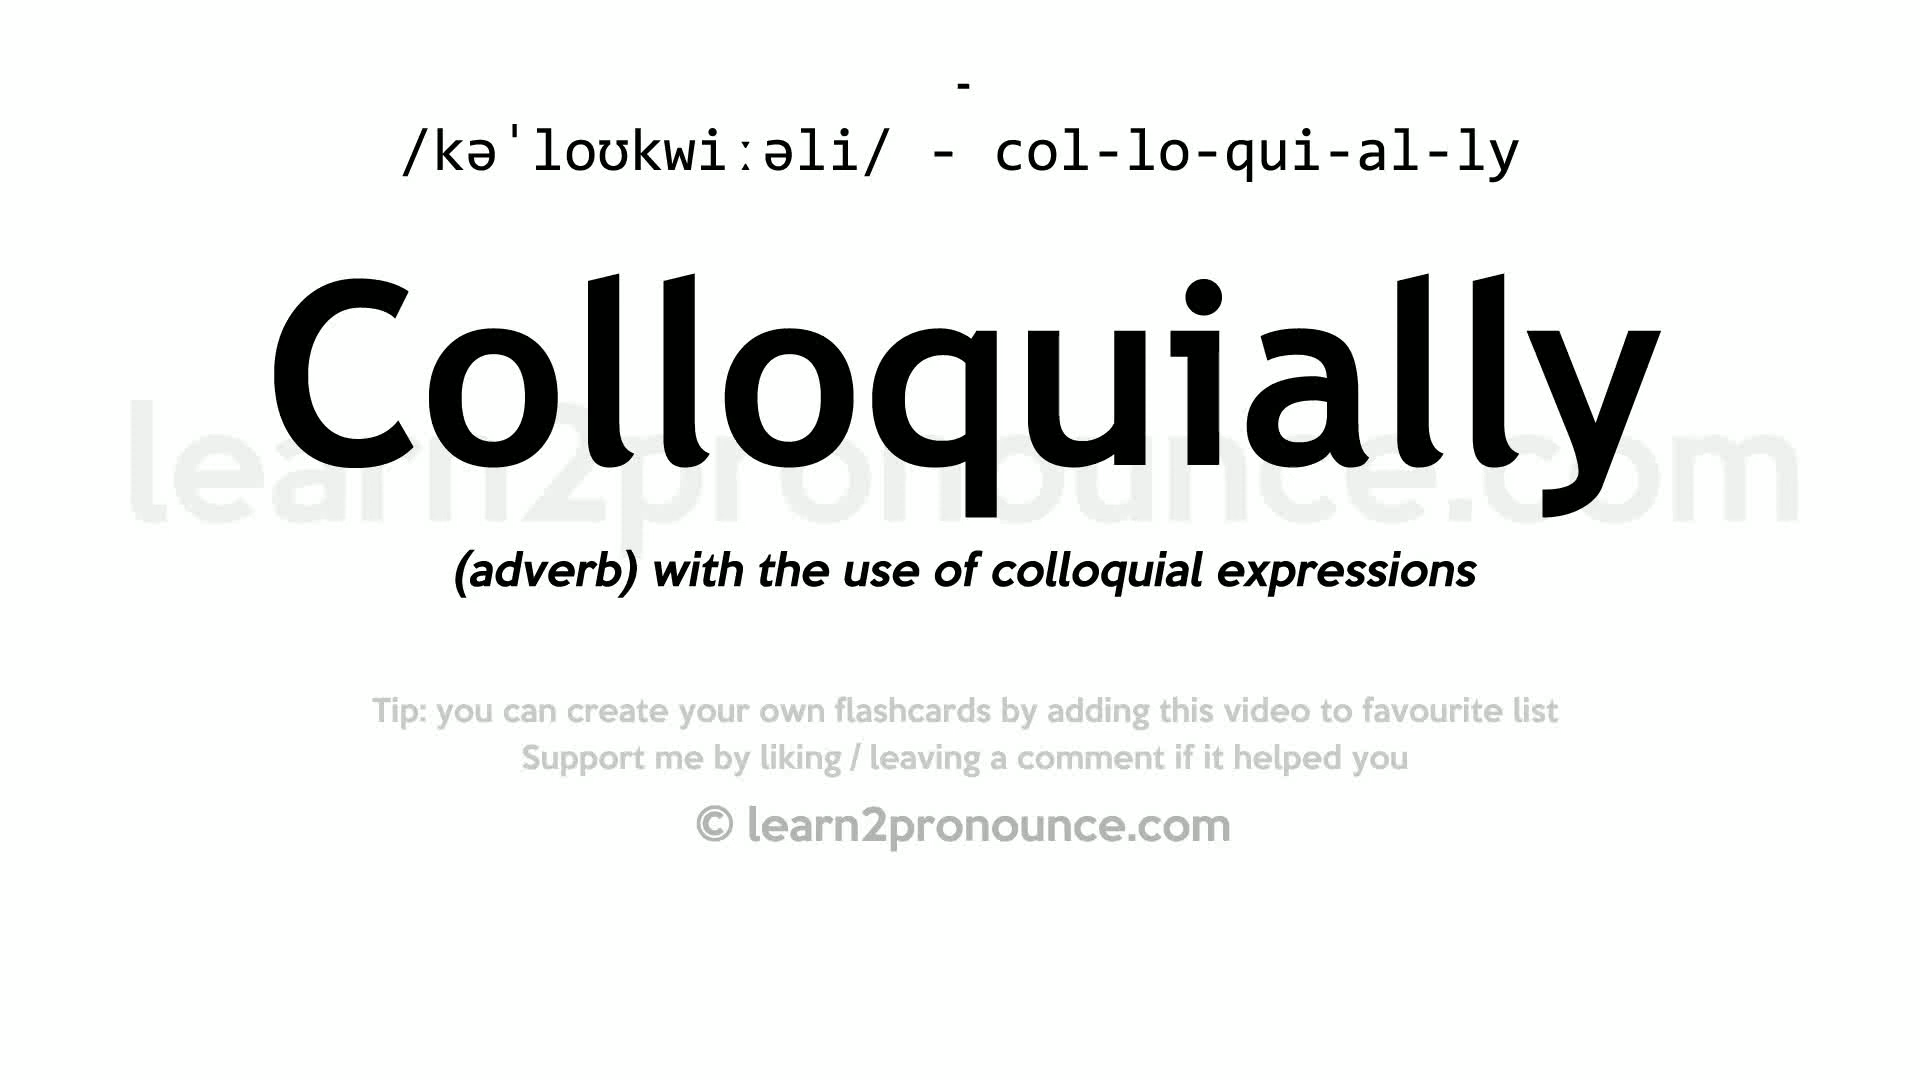 -
/kəˈloʊkwiːəli/ - col-lo-qui-al-ly
Colloquially
learn2pronounce.com
(adverb) with the use of colloquial expressions
Tip: you can create your own flashcards by adding this video to favourite list
Support me by liking / leaving a comment if it helped you
© learn2pronounce.com